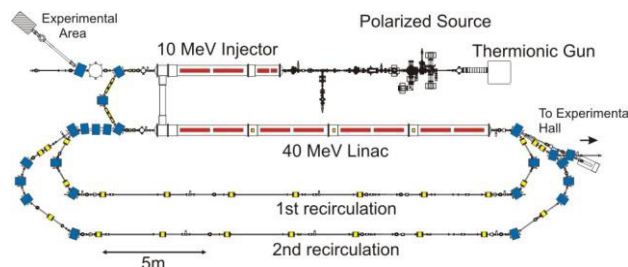 Experimental
Area
Polarized Source
10 MeV Injector
Thermionic Gun
To Experimental
Hall
40 MeV Linac
1st recirculation
2nd recirculation
5m